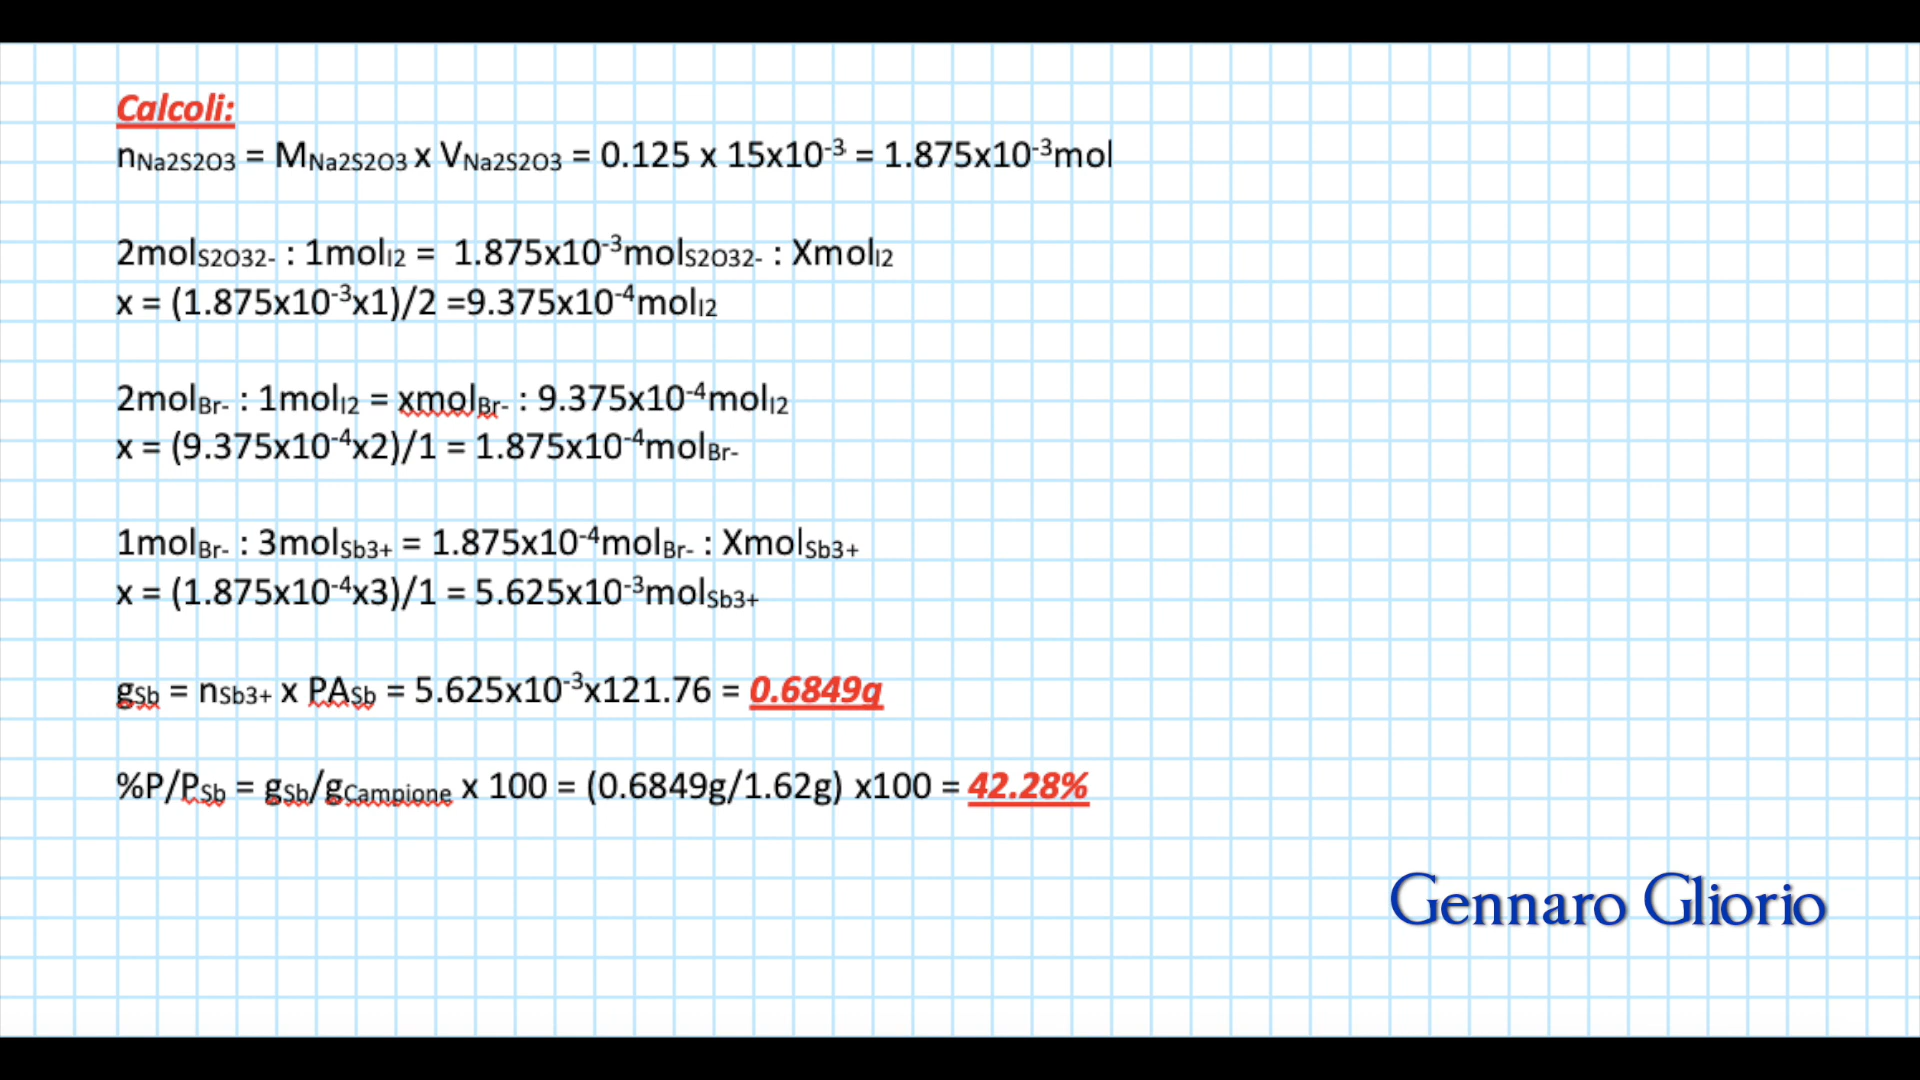 Calcoli:
nNa2S2O3 = MNa2S2O3 x VNa2S2O3 = 0.125 x 15x10-3 = 1.875x10-3mol
2molS2O32- : 1molI2 = 1.875x10-3molS2O32- : XmolI2
x = (1.875x10-3x1)/2 =9.375x10-4molI2
2molBr- : 1molI2 = xmolBr- : 9.375x10-4molI2
x = (9.375x10-4x2)/1 = 1.875x10-4molBr-
1molBr- : 3molSb3+ = 1.875x10-4molBr- : XmolSb3+
x = (1.875x10-4x3)/1 = 5.625x10-3molSb3+
gSb = nSb3+ x PASb = 5.625x10-3x121.76 = 0.6849g
%P/PSb = gSb/gCampione x 100 = (0.6849g/1.62g) x100 = 42.28%
Gennaro Gliorio